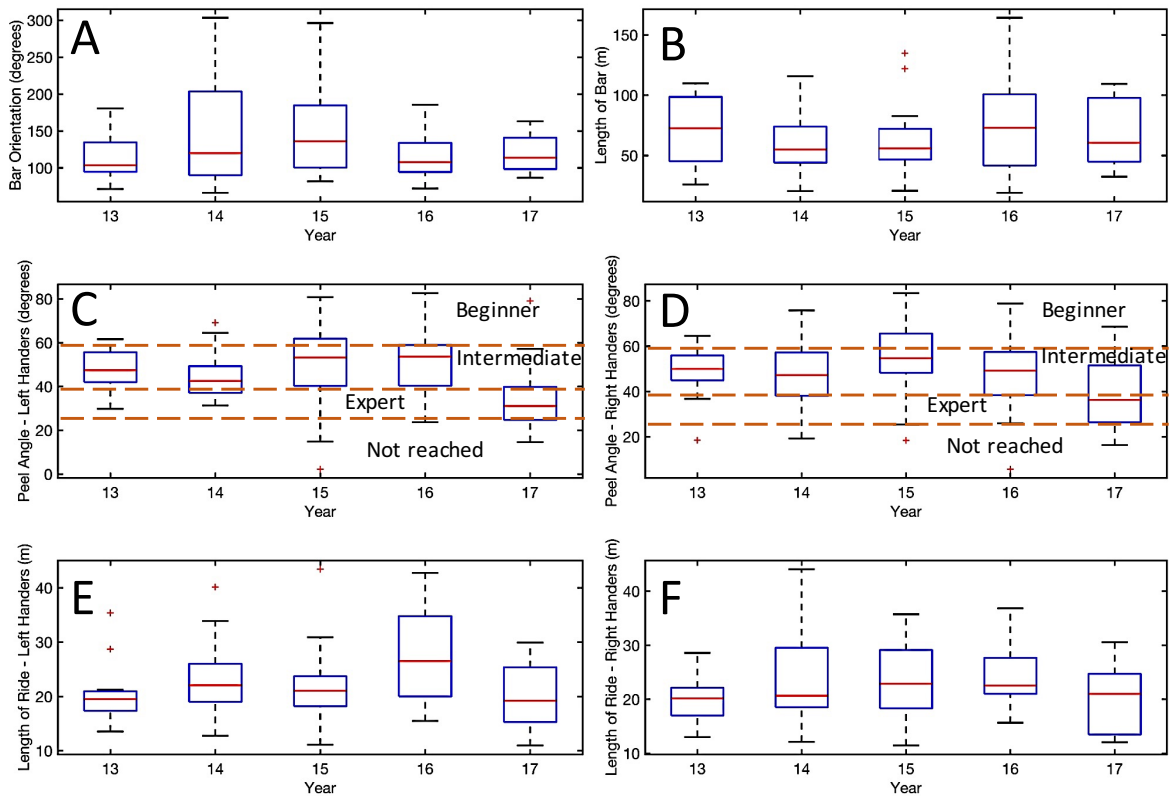 A
Bar Orientation (degrees)
300
250
200
150
100
13 14 15 16 17
Year
B
Length of Bar (m)
150
100
50
13 14 15 16 17
Year
C
Peel Angle - Left Handers (degrees)
80
60
40
20
0
Beginner
Intermediate
Expert
Not reached
13 14 15 16 17
Year
D
Peel Angle - Right Handers (degrees)
80
60
40
20
Beginner
Intermediate
Expert
Not reached
13 14 15 16 17
Year
E
Length of Ride - Left Handers (m)
40
30
20
10
13 14 15 16 17
Year
F
Length of Ride - Right Handers (m)
40
30
20
10
13 14 15 16 17
Year